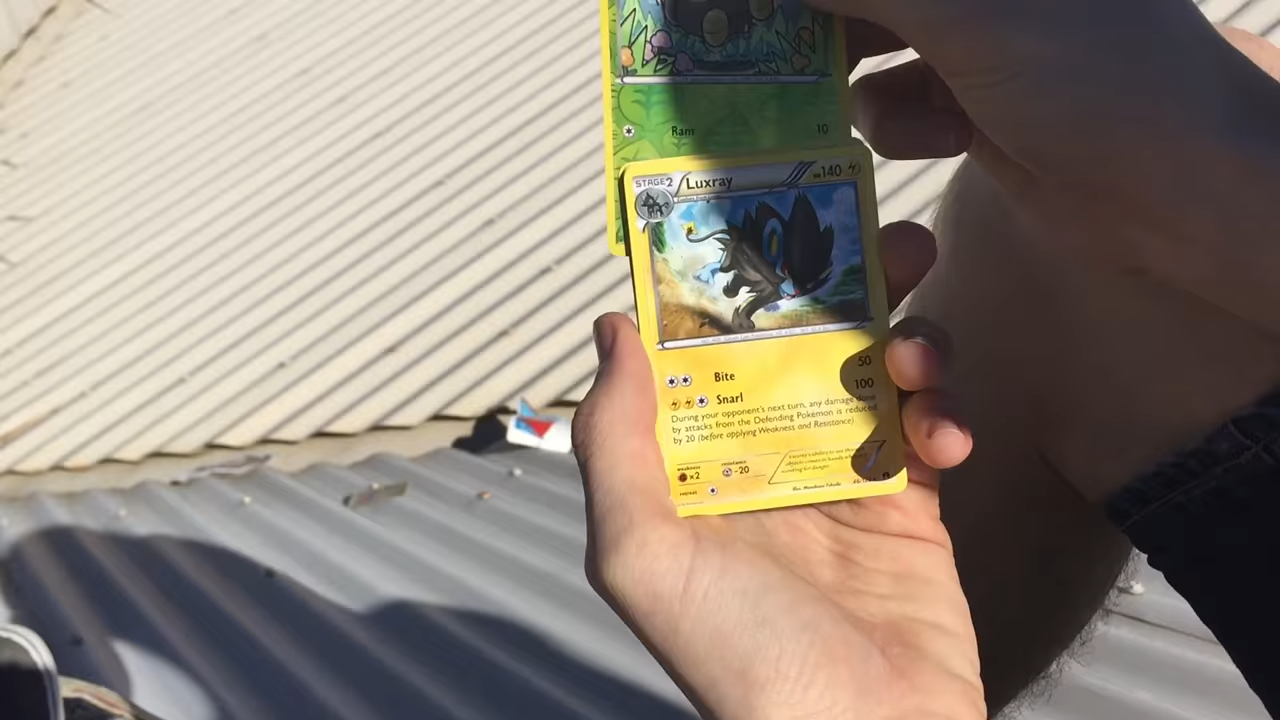 Ram 10
STAGE2 Luxray HP140
Bite 50
Snarl 100
During your opponent's next turn, any damage done
by attacks from the Defending Pokémon is reduced
by 20 (before applying Weakness and Resistance)
weakness resistance
x2 -20
retreat